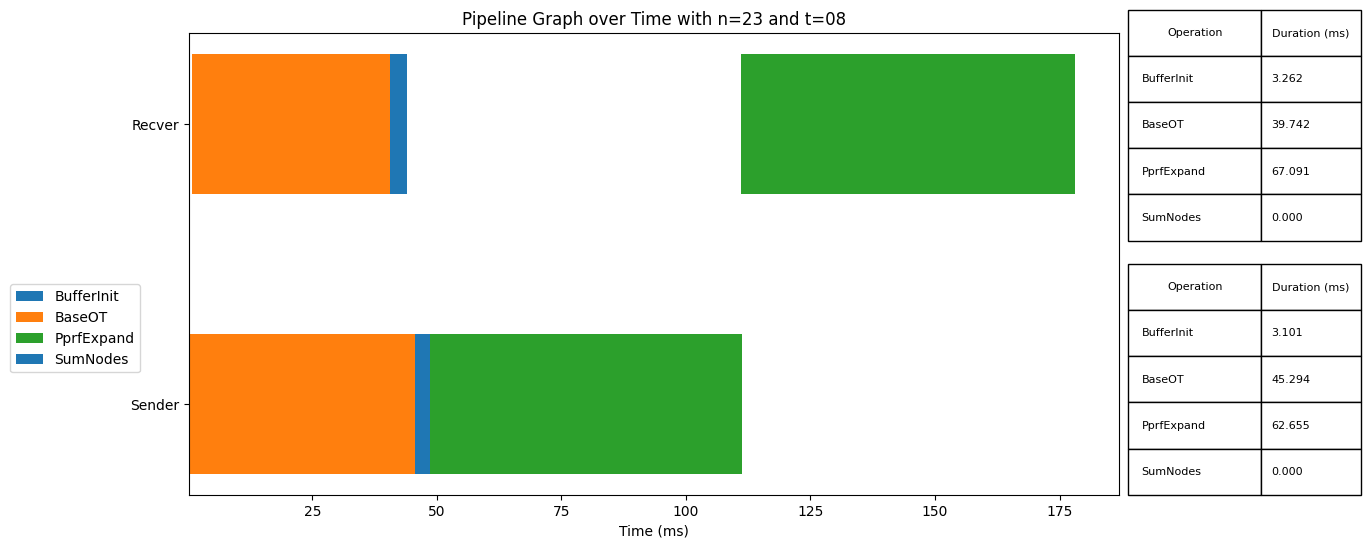 Pipeline Graph over Time with n=23 and t=08
Recver
Sender
25 50 75 100 125 150 175
Time (ms)
BufferInit
BaseOT
PprfExpand
SumNodes
Operation Duration (ms)
BufferInit 3.262
BaseOT 39.742
PprfExpand 67.091
SumNodes 0.000
Operation Duration (ms)
BufferInit 3.101
BaseOT 45.294
PprfExpand 62.655
SumNodes 0.000